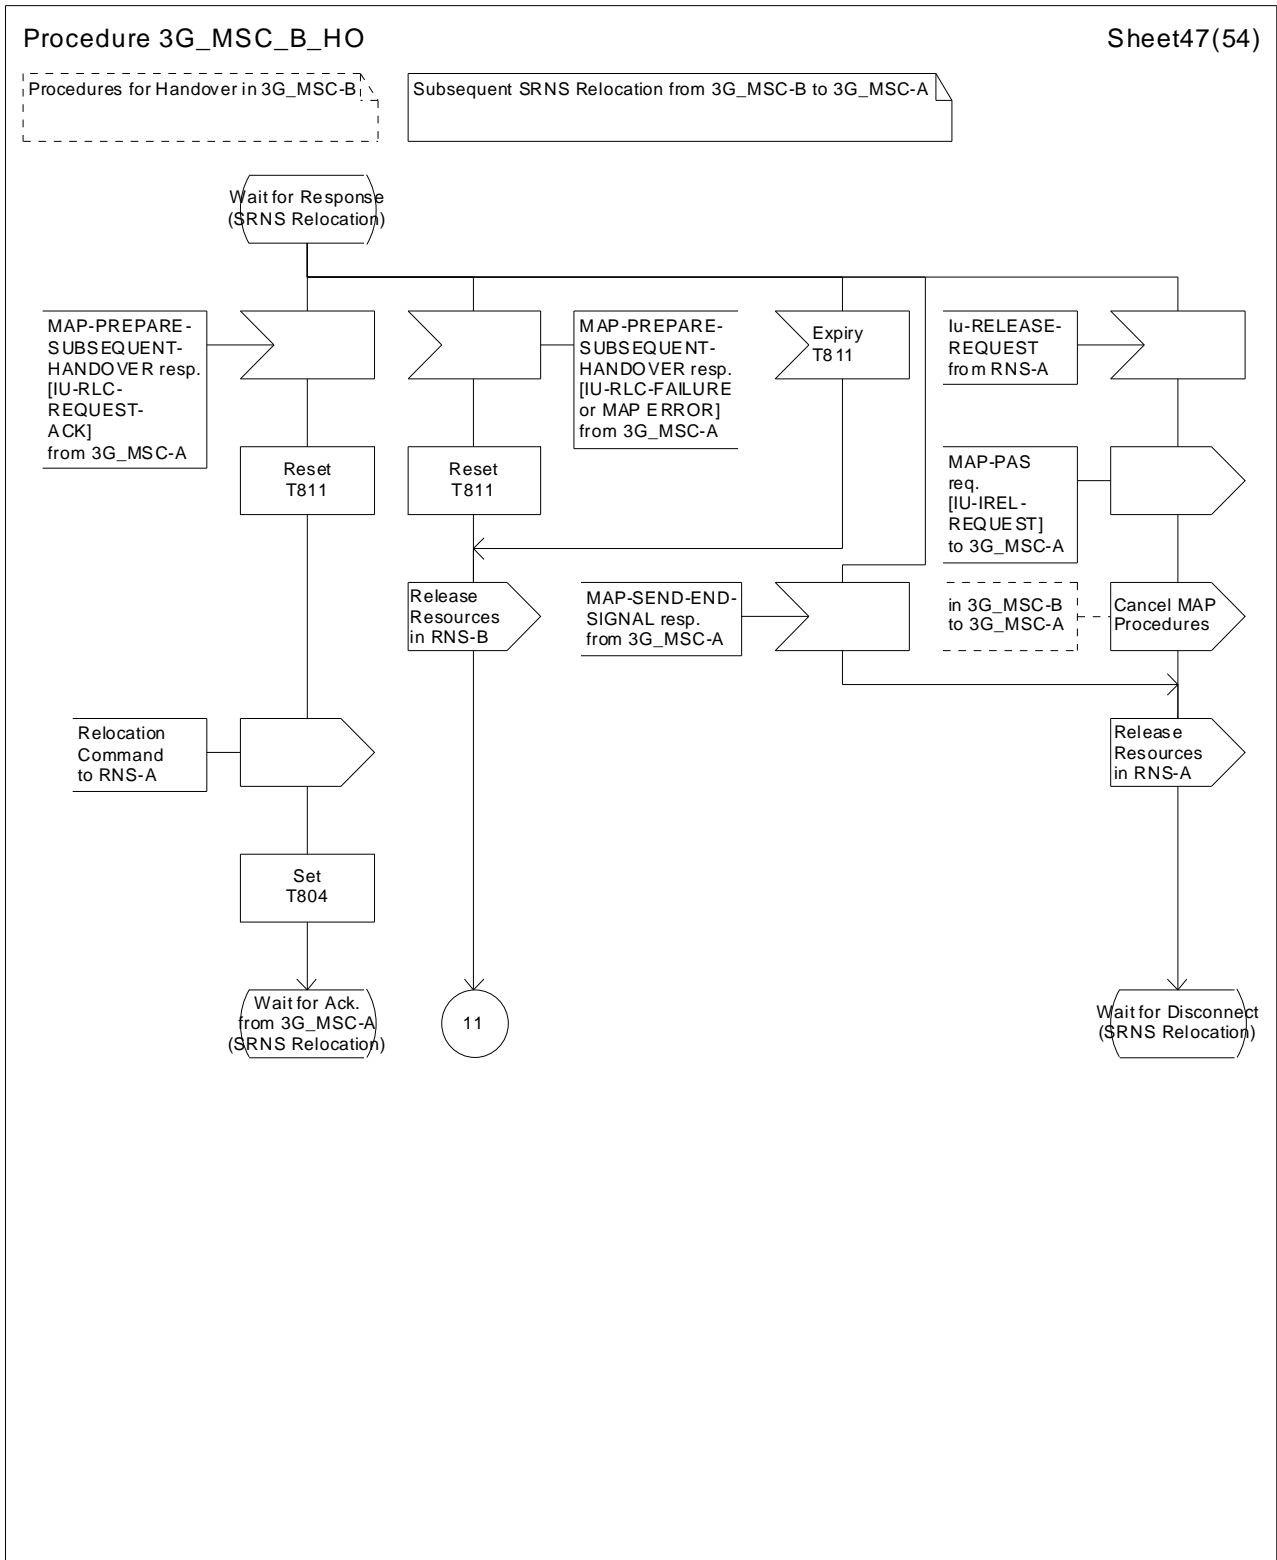 Procedure 3G_MSC_B_HO
Sheet47(54)
Procedures for Handover in 3G_MSC-B
Subsequent SRNS Relocation from 3G_MSC-B to 3G_MSC-A
Wait for Response
(SRNS Relocation)
MAP-PREPARE-
SUBSEQUENT-
HANDOVER resp.
[IU-RLC-
REQUEST-
ACK]
from 3G_MSC-A
MAP-PREPARE-
SUBSEQUENT-
HANDOVER resp.
[IU-RLC-FAILURE
or MAP ERROR]
from 3G_MSC-A
Expiry
T811
Iu-RELEASE-
REQUEST
from RNS-A
Reset
T811
Reset
T811
MAP-PAS
req.
[IU-IREL-
REQUEST]
to 3G_MSC-A
Release
Resources
in RNS-B
MAP-SEND-END-
SIGNAL resp.
from 3G_MSC-A
in 3G_MSC-B
to 3G_MSC-A
Cancel MAP
Procedures
Relocation
Command
to RNS-A
Release
Resources
in RNS-A
Set
T804
Wait for Ack.
from 3G_MSC-A
(SRNS Relocation)
11
Wait for Disconnect
(SRNS Relocation)